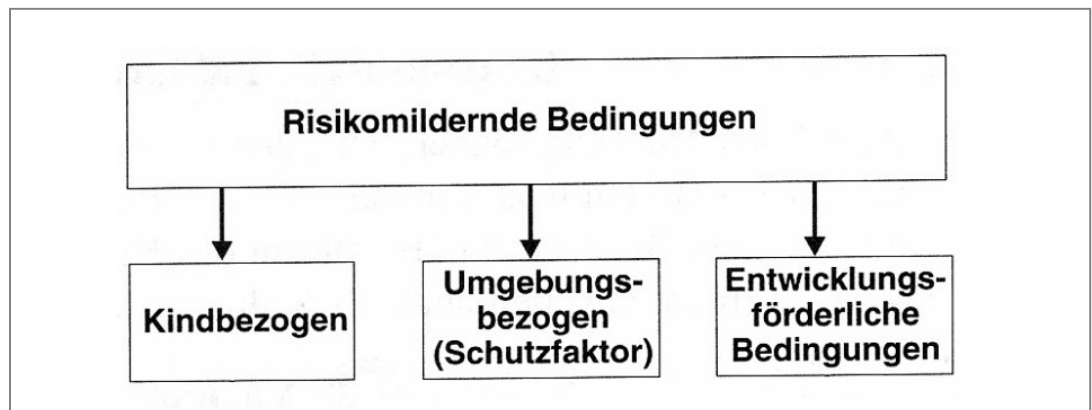 Risikomildernde Bedingungen
Kindbezogen
Umgebungs-
bezogen
(Schutzfaktor)
Entwicklungs-
förderliche
Bedingungen